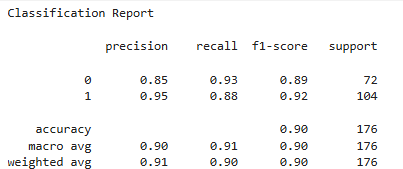 Classification Report
precision recall f1-score support
0 0.85 0.93 0.89 72
1 0.95 0.88 0.92 104
accuracy 0.90 176
macro avg 0.90 0.91 0.90 176
weighted avg 0.91 0.90 0.90 176